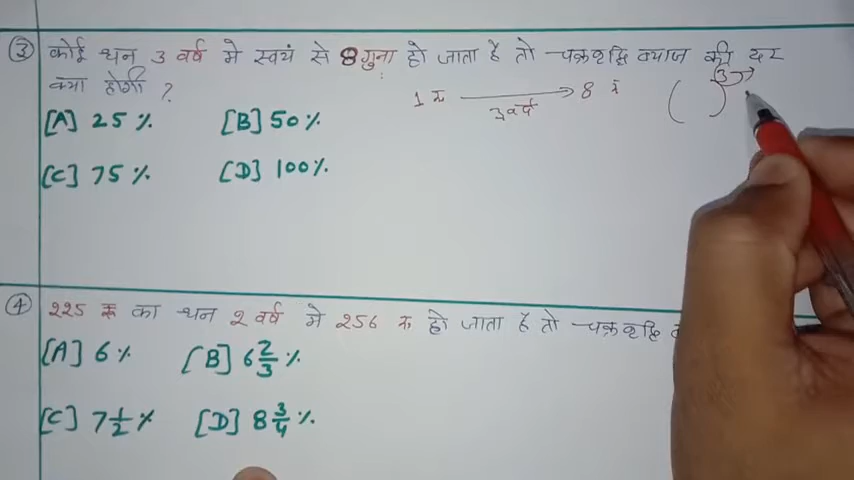 ③ कोई धन 3 वर्ष मे स्वयं से 8 गुना हो जाता है तो चक्रवृद्धि ब्याज की दर
क्या होगी ?
1 रु → 8 रु
3 वर्ष
( )³
[A] 25 % [B] 50 %
[C] 75 % [D] 100 %
④ 225 रु का धन 2 वर्ष मे 256 रु हो जाता है तो चक्रवृद्धि
[A] 6 % [B] 6 2/3 %
[C] 7 1/2 % [D] 8 3/4 %